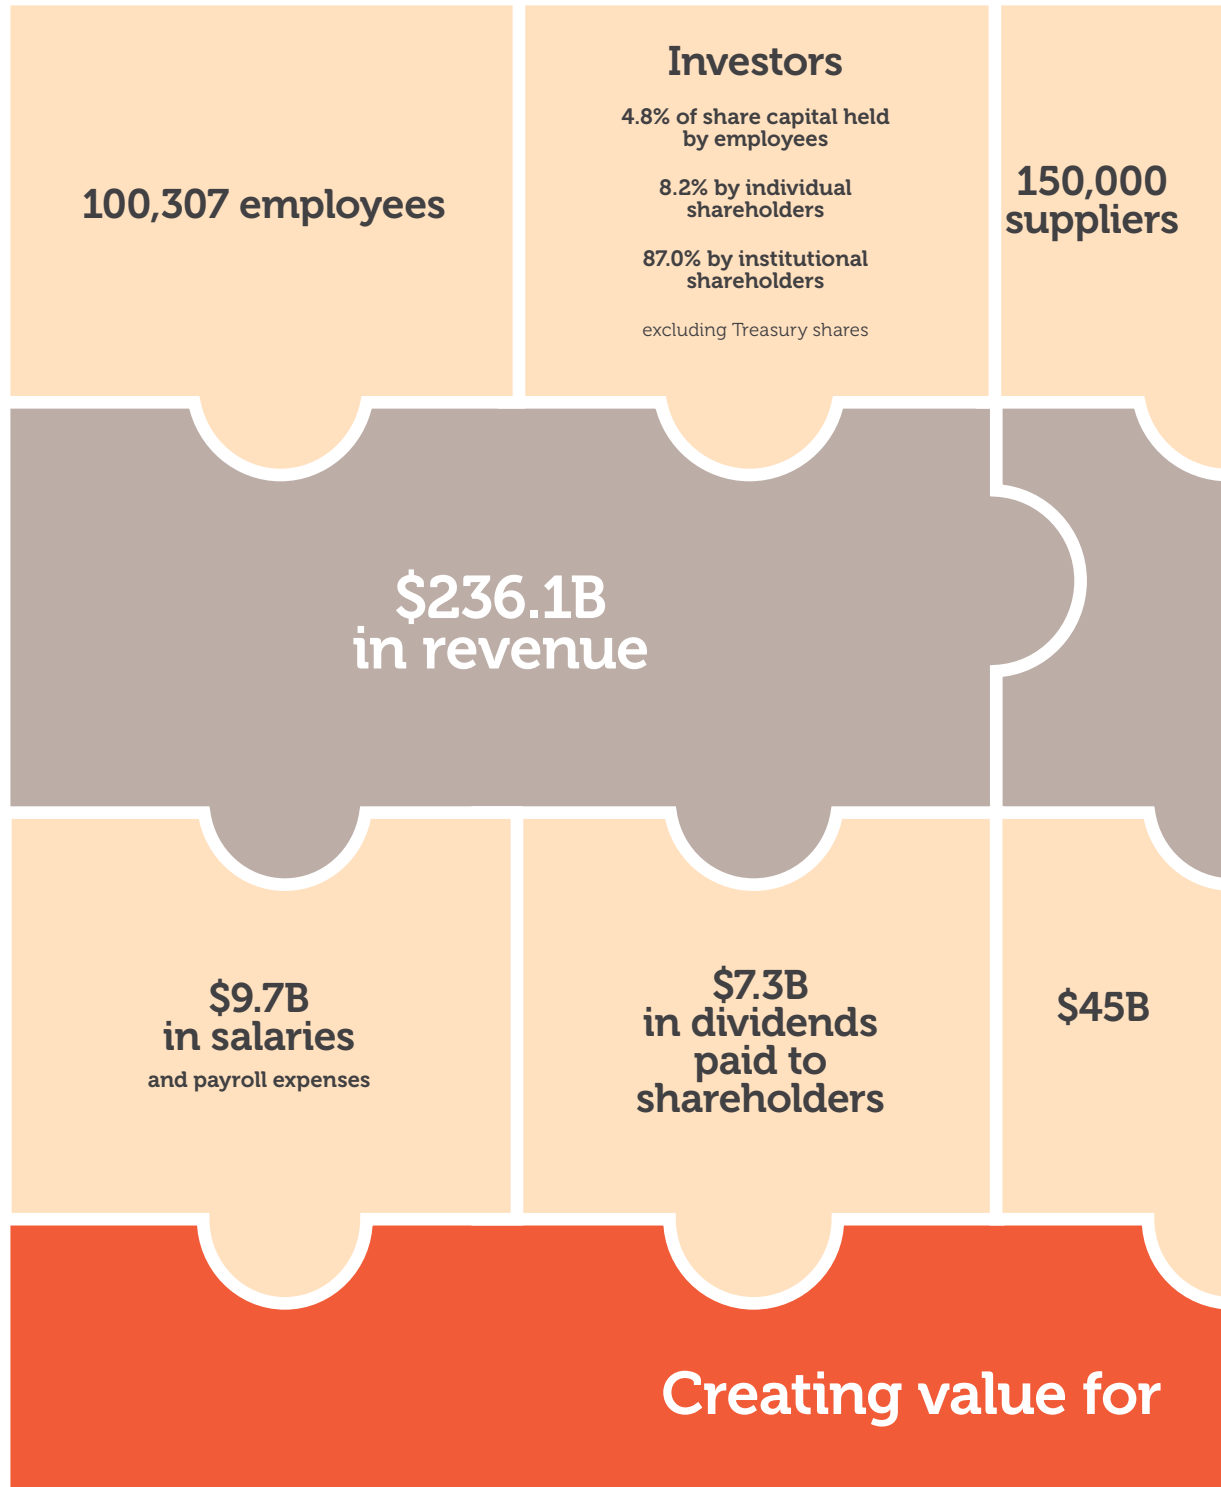 100,307 employees
Investors
4.8% of share capital held
by employees
8.2% by individual
shareholders
87.0% by institutional
shareholders
excluding Treasury shares
150,000
suppliers
$236.1B
in revenue
$9.7B
in salaries
and payroll expenses
$7.3B
in dividends
paid to
shareholders
$45B
Creating value for